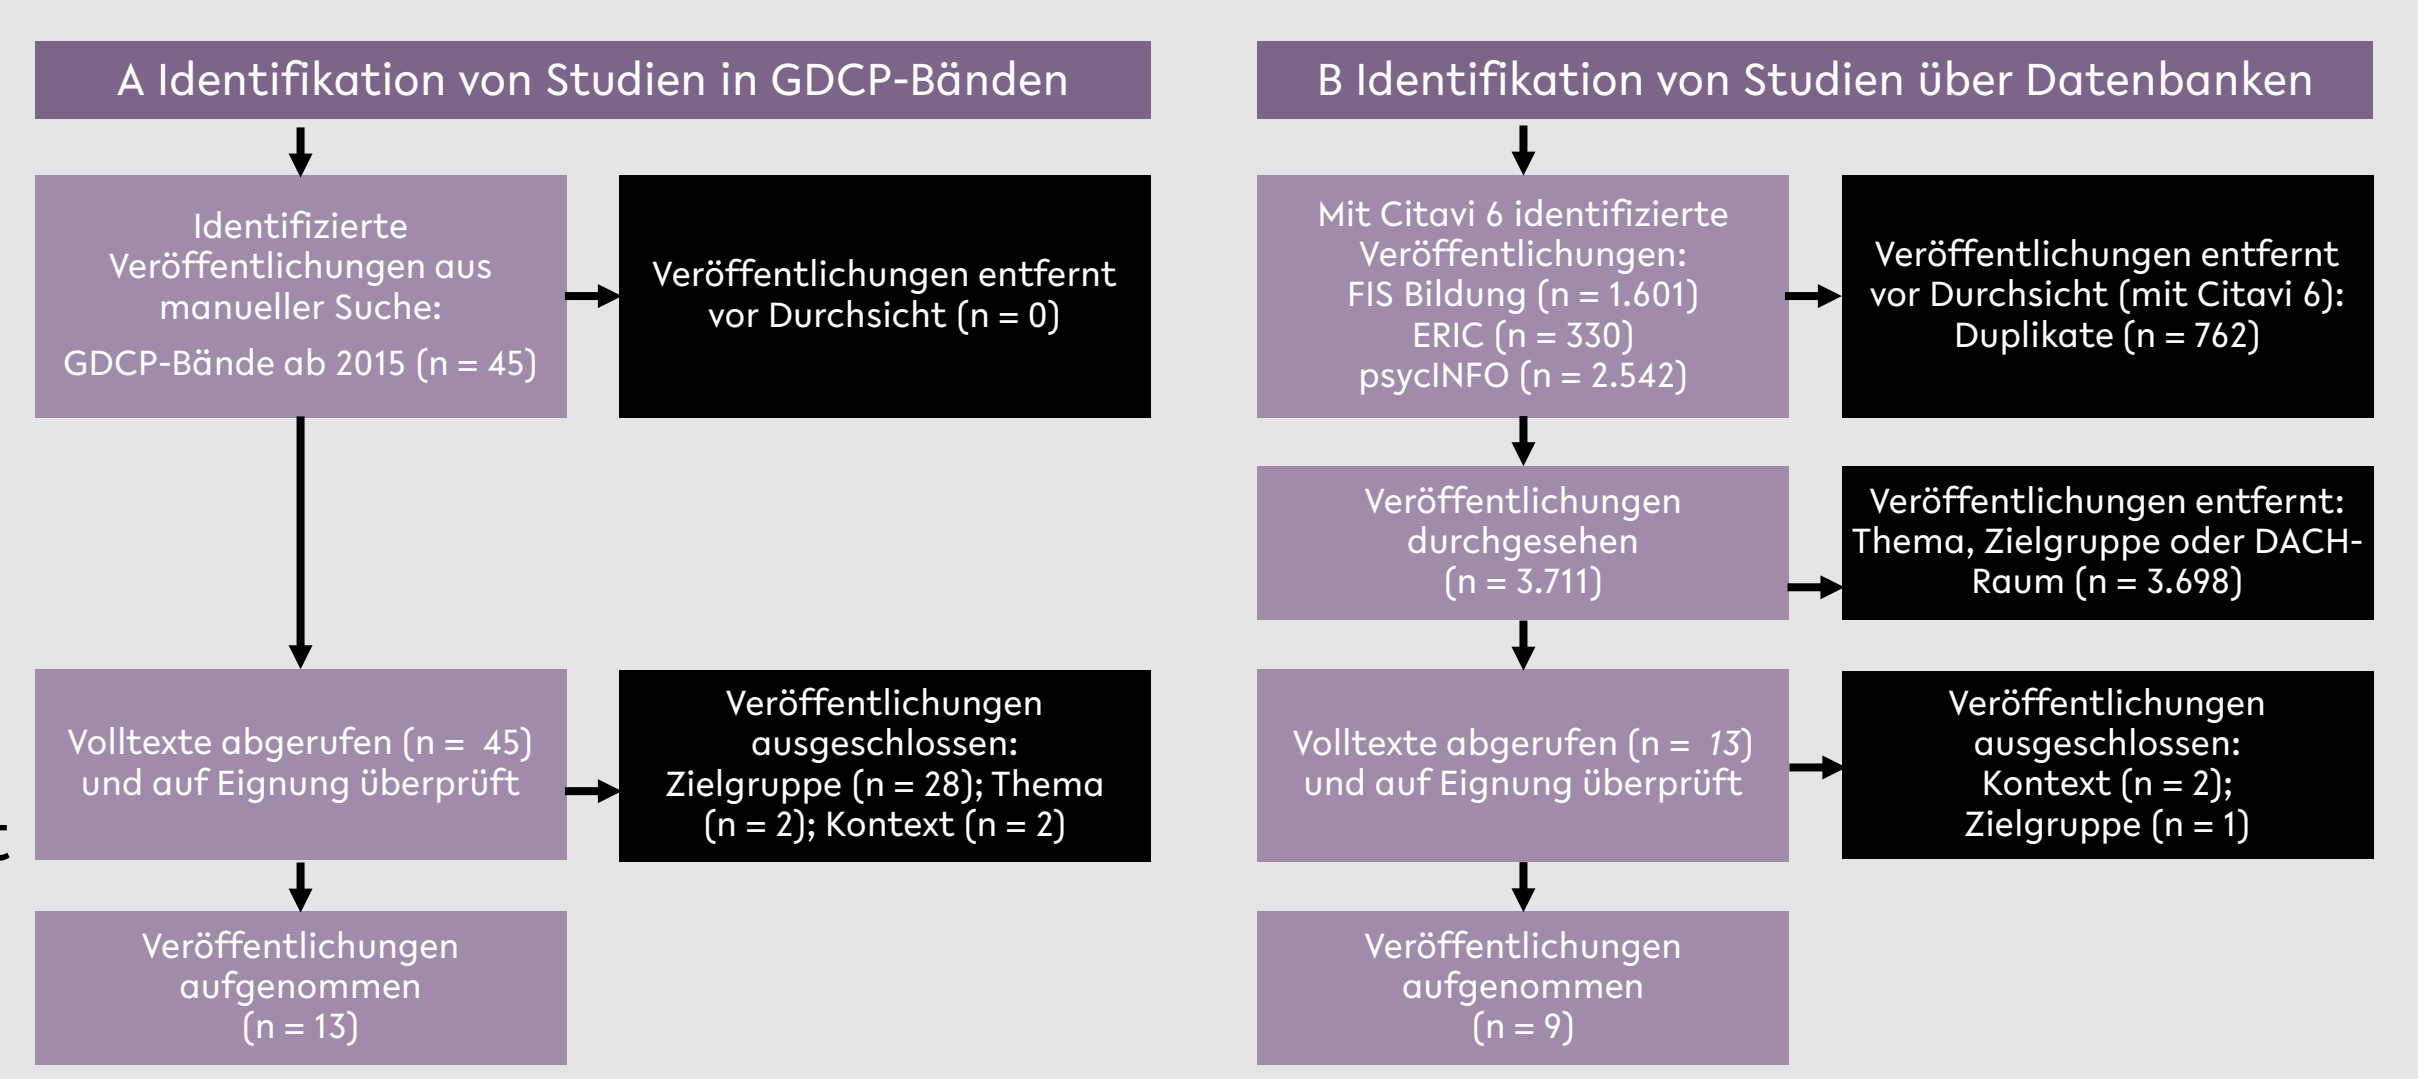 A Identifikation von Studien in GDCP-Bänden
Identifizierte
Veröffentlichungen aus
manueller Suche:
GDCP-Bände ab 2015 (n = 45)
Veröffentlichungen entfernt
vor Durchsicht (n = 0)
Volltexte abgerufen (n =  45)
und auf Eignung überprüft
Veröffentlichungen
ausgeschlossen:
Zielgruppe (n = 28); Thema
(n = 2); Kontext (n = 2)
Veröffentlichungen
aufgenommen
(n = 13)
B Identifikation von Studien über Datenbanken
Mit Citavi 6 identifizierte
Veröffentlichungen:
FIS Bildung (n = 1.601)
ERIC (n = 330)
psycINFO (n = 2.542)
Veröffentlichungen entfernt
vor Durchsicht (mit Citavi 6):
Duplikate (n = 762)
Veröffentlichungen
durchgesehen
(n = 3.711)
Veröffentlichungen entfernt:
Thema, Zielgruppe oder DACH-
Raum (n = 3.698)
Volltexte abgerufen (n =  13)
und auf Eignung überprüft
Veröffentlichungen
ausgeschlossen:
Kontext (n = 2);
Zielgruppe (n = 1)
Veröffentlichungen
aufgenommen
(n = 9)